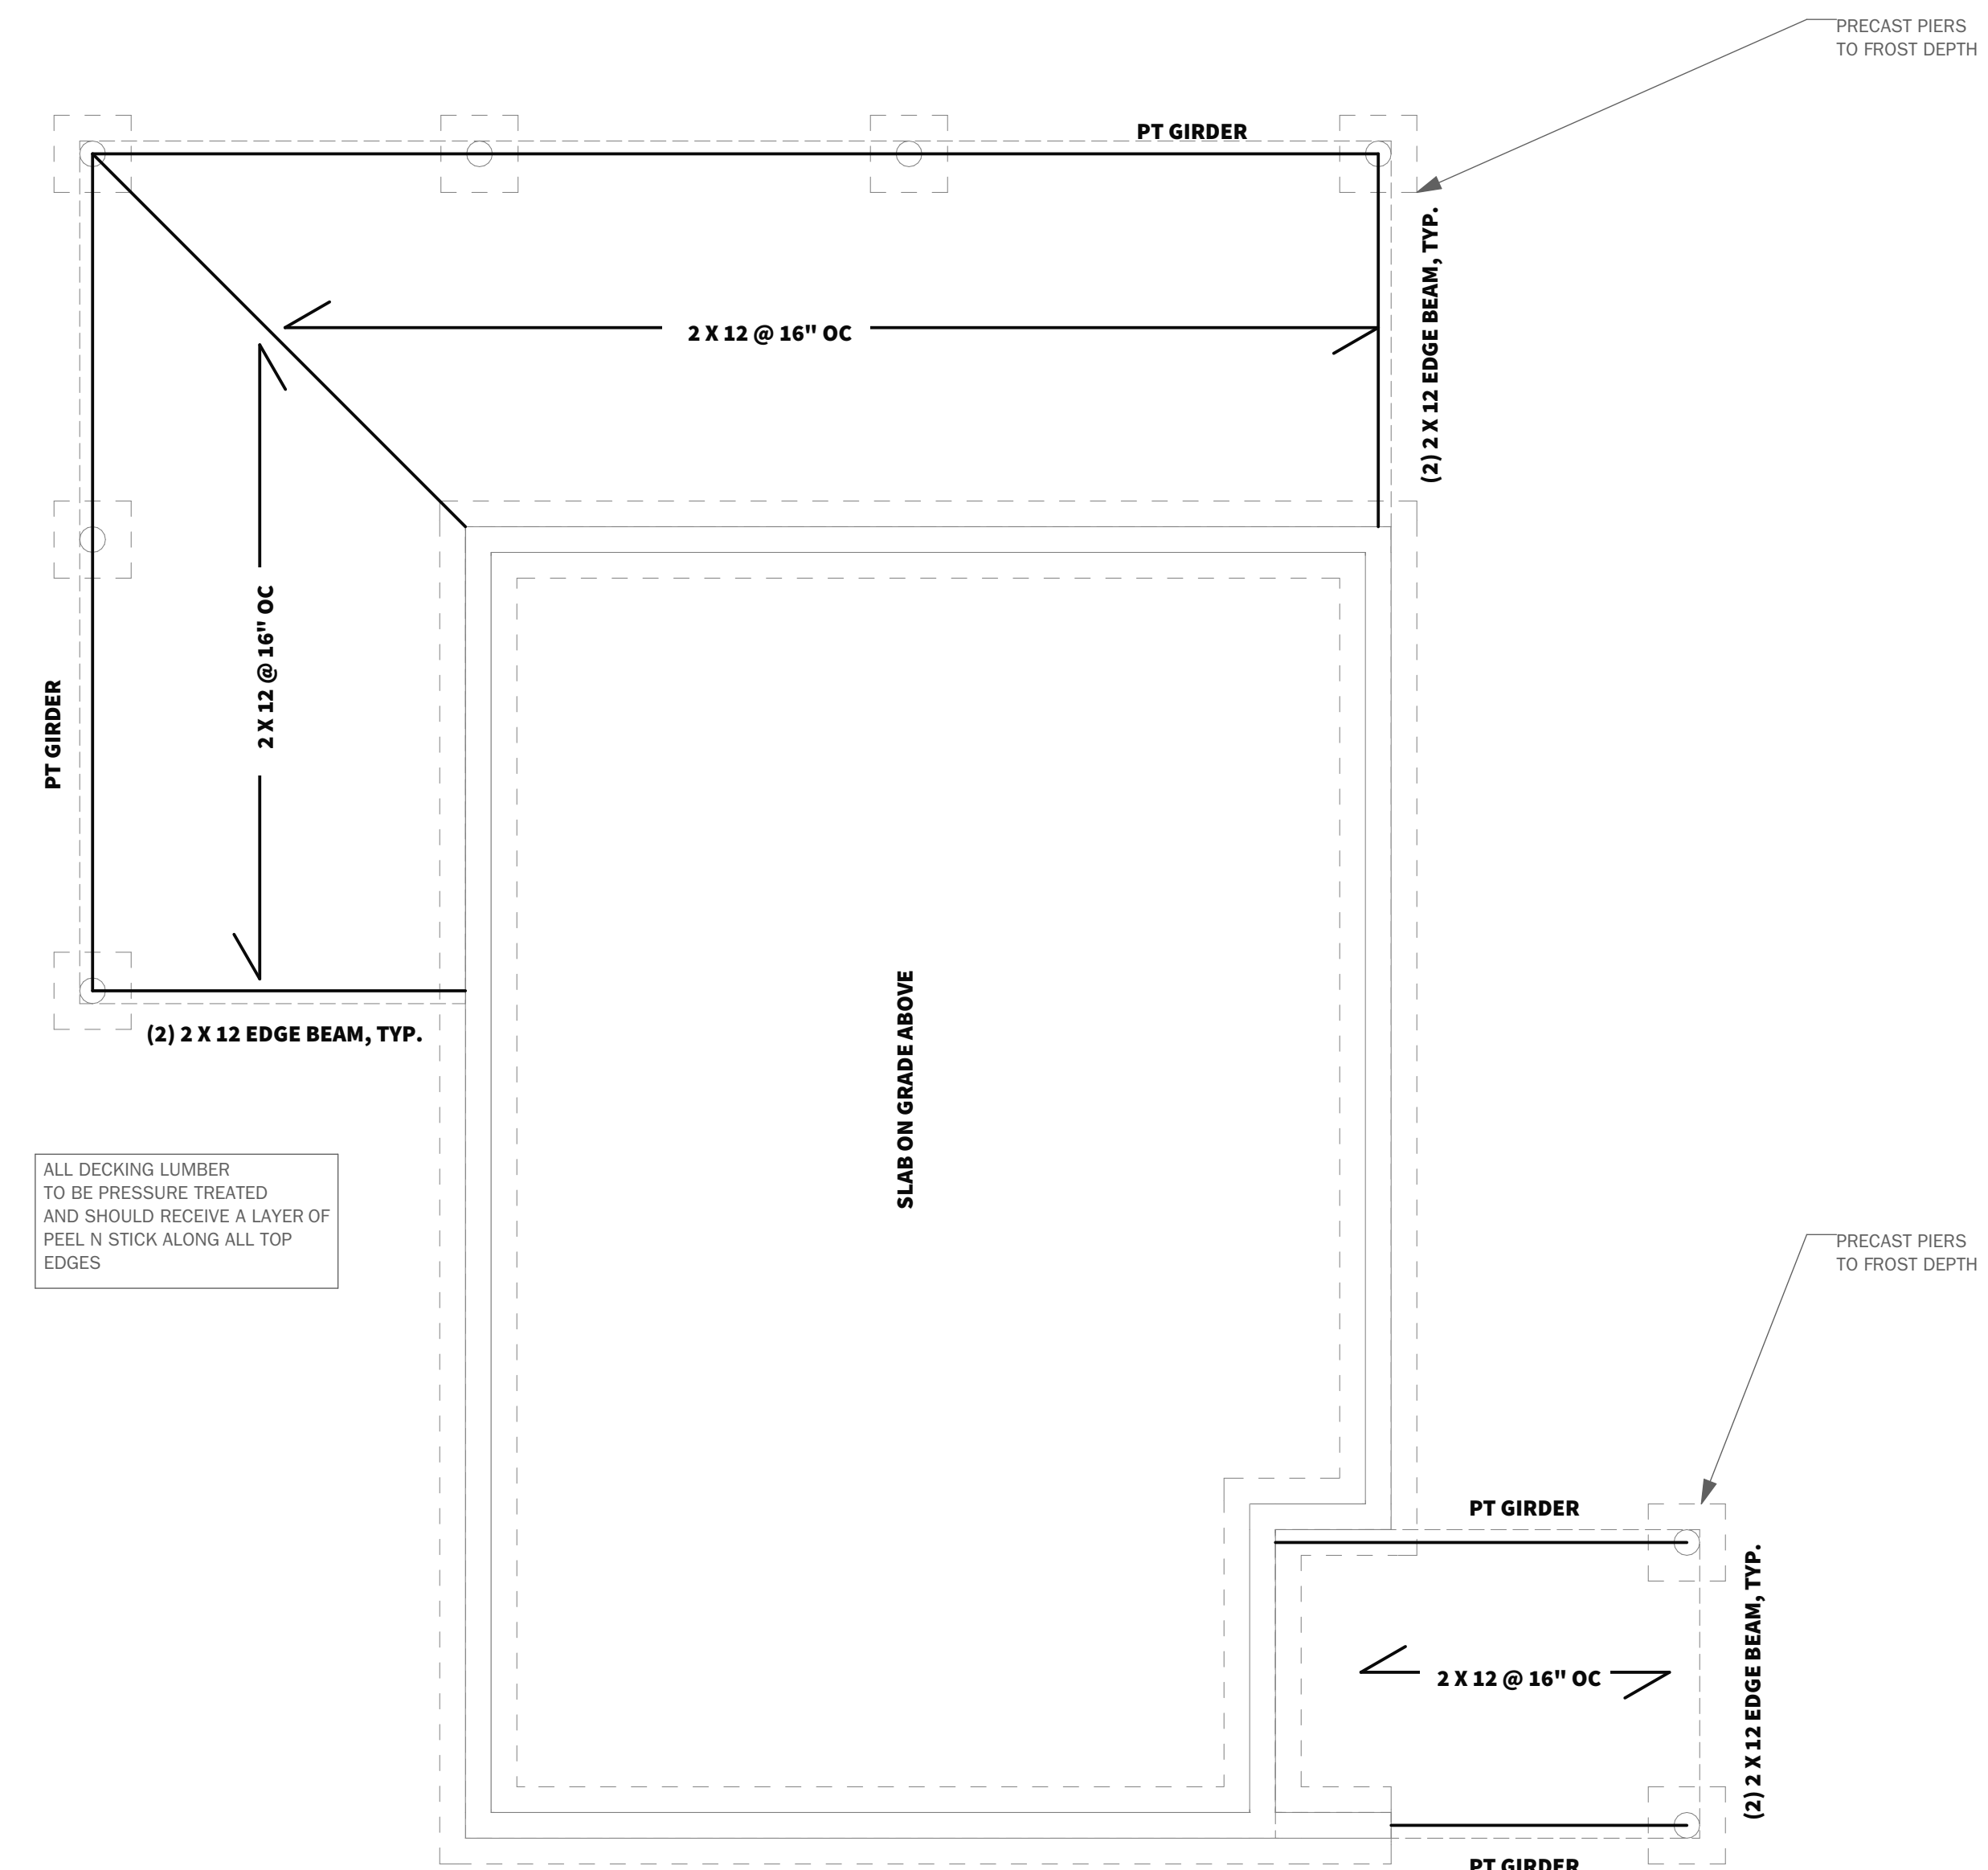 PRECAST PIERS
TO FROST DEPTH
PT GIRDER
(2) 2 X 12 EDGE BEAM, TYP.
2 X 12 @ 16" OC
2 X 12 @ 16" OC
PT GIRDER
(2) 2 X 12 EDGE BEAM, TYP.
SLAB ON GRADE ABOVE
ALL DECKING LUMBER
TO BE PRESSURE TREATED
AND SHOULD RECEIVE A LAYER OF
PEEL N STICK ALONG ALL TOP
EDGES
PRECAST PIERS
TO FROST DEPTH
PT GIRDER
(2) 2 X 12 EDGE BEAM, TYP.
2 X 12 @ 16" OC
PT GIRDER